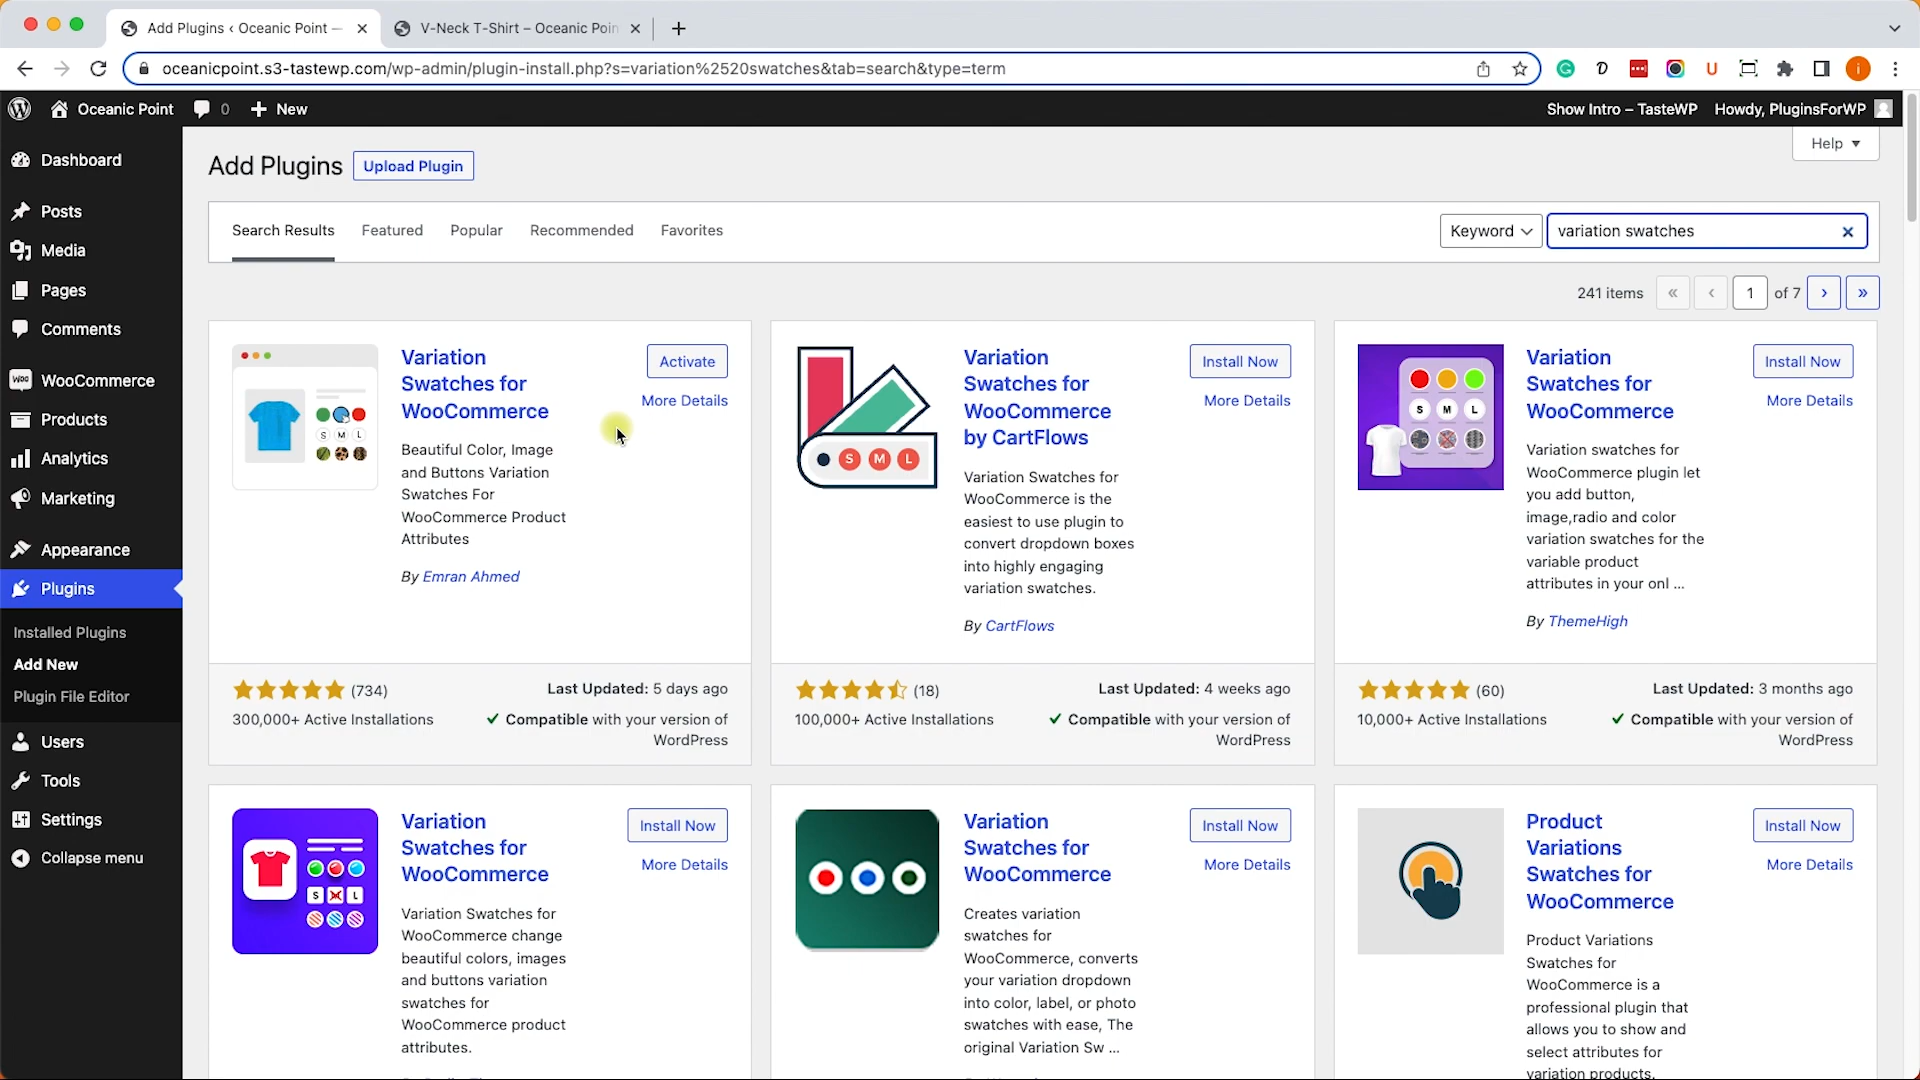 Add Plugins ‹ Oceanic Point —
V-Neck T-Shirt – Oceanic Poin
oceanicpoint.s3-tastewp.com/wp-admin/plugin-install.php?s=variation%2520swatches&tab=search&type=term
Oceanic Point
0
New
Show Intro – TasteWP
Howdy, PluginsForWP
Dashboard
Posts
Media
Pages
Comments
WooCommerce
Products
Analytics
Marketing
Appearance
Plugins
Installed Plugins
Add New
Plugin File Editor
Users
Tools
Settings
Collapse menu
Help
Add Plugins
Upload Plugin
Search Results
Featured
Popular
Recommended
Favorites
Keyword
variation swatches
241 items
«
‹
1
of 7
›
»
Variation
Swatches for
WooCommerce
Activate
More Details
Beautiful Color, Image
and Buttons Variation
Swatches For
WooCommerce Product
Attributes
By Emran Ahmed
(734)
300,000+ Active Installations
Last Updated: 5 days ago
Compatible with your version of
WordPress
S M L
Variation
Swatches for
WooCommerce
by CartFlows
Install Now
More Details
Variation Swatches for
WooCommerce is the
easiest to use plugin to
convert dropdown boxes
into highly engaging
variation swatches.
By CartFlows
(18)
100,000+ Active Installations
Last Updated: 4 weeks ago
Compatible with your version of
WordPress
S M L
Variation
Swatches for
WooCommerce
Install Now
More Details
Variation swatches for
WooCommerce plugin let
you add button,
image,radio and color
variation swatches for the
variable product
attributes in your onl ...
By ThemeHigh
(60)
10,000+ Active Installations
Last Updated: 3 months ago
Compatible with your version of
WordPress
S M L
Variation
Swatches for
WooCommerce
Install Now
More Details
Variation Swatches for
WooCommerce change
beautiful colors, images
and buttons variation
swatches for
WooCommerce product
attributes.
S M L
Variation
Swatches for
WooCommerce
Install Now
More Details
Creates variation
swatches for
WooCommerce, converts
your variation dropdown
into color, label, or photo
swatches with ease, The
original Variation Sw ...
Product
Variations
Swatches for
WooCommerce
Install Now
More Details
Product Variations
Swatches for
WooCommerce is a
professional plugin that
allows you to show and
select attributes for
variation products.